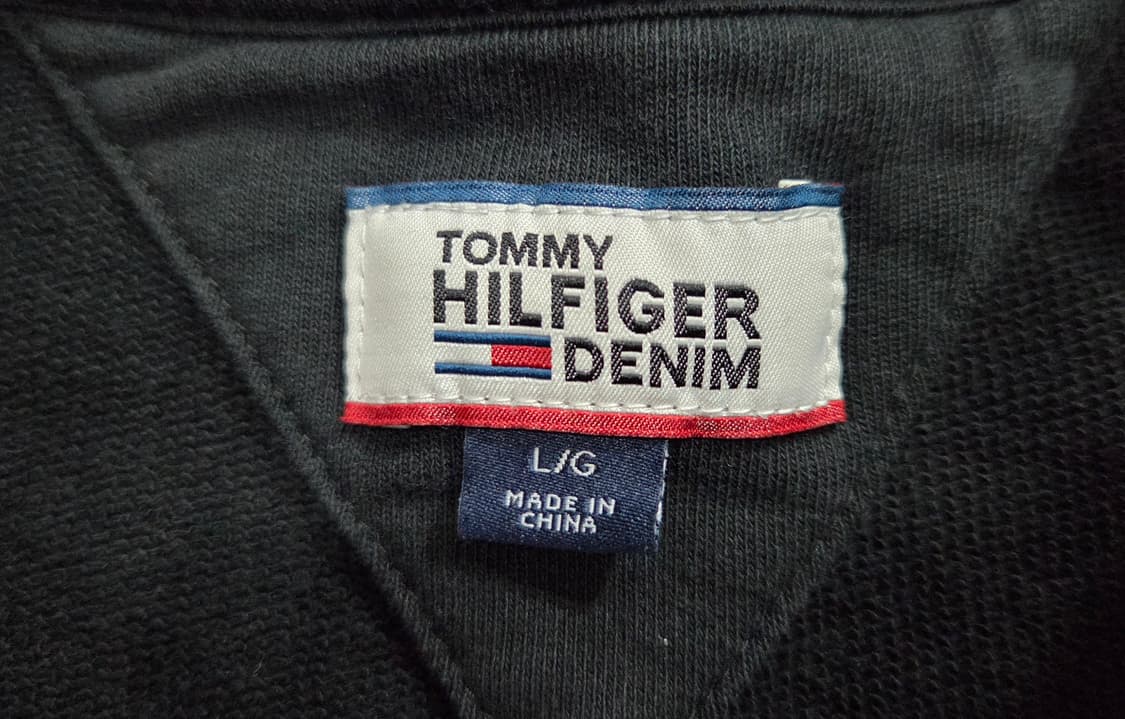 TOMMY
HILFIGER
DENIM
L/G
MADE IN
CHINA